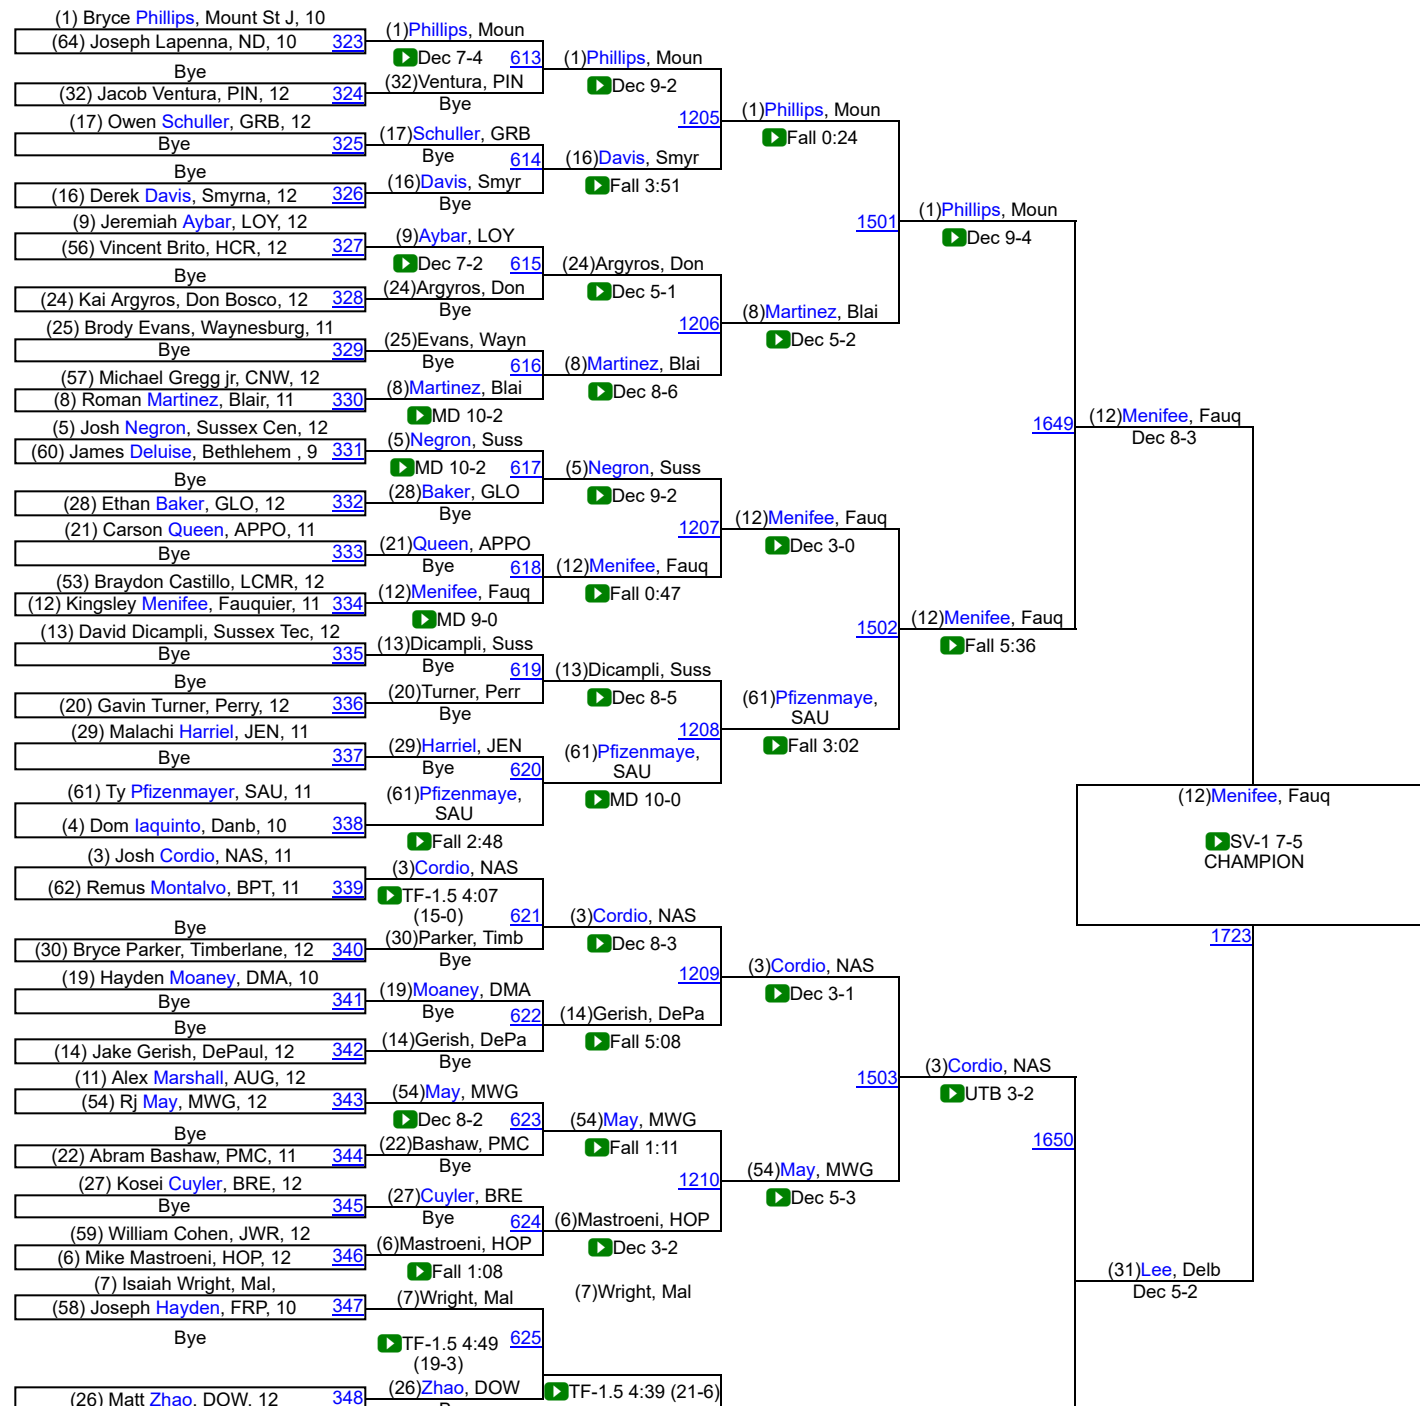 (1) Bryce Phillips, Mount St J, 10
(64) Joseph Lapenna, ND, 10 323
Bye
(32) Jacob Ventura, PIN, 12 324
(17) Owen Schuller, GRB, 12
Bye 325
Bye
(16) Derek Davis, Smyrna, 12 326
(9) Jeremiah Aybar, LOY, 12
(56) Vincent Brito, HCR, 12 327
Bye
(24) Kai Argyros, Don Bosco, 12 328
(25) Brody Evans, Waynesburg, 11
Bye 329
(57) Michael Gregg jr, CNW, 12
(8) Roman Martinez, Blair, 11 330
(5) Josh Negron, Sussex Cen, 12
(60) James Deluise, Bethlehem , 9 331
Bye
(28) Ethan Baker, GLO, 12 332
(21) Carson Queen, APPO, 11
Bye 333
(53) Braydon Castillo, LCMR, 12
(12) Kingsley Menifee, Fauquier, 11 334
(13) David Dicampli, Sussex Tec, 12
Bye 335
Bye
(20) Gavin Turner, Perry, 12 336
(29) Malachi Harriel, JEN, 11
Bye 337
(61) Ty Pfizenmayer, SAU, 11
(4) Dom Iaquinto, Danb, 10 338
(3) Josh Cordio, NAS, 11
(62) Remus Montalvo, BPT, 11 339
Bye
(30) Bryce Parker, Timberlane, 12 340
(19) Hayden Moaney, DMA, 10
Bye 341
Bye
(14) Jake Gerish, DePaul, 12 342
(11) Alex Marshall, AUG, 12
(54) Rj May, MWG, 12 343
Bye
(22) Abram Bashaw, PMC, 11 344
(27) Kosei Cuyler, BRE, 12
Bye 345
(59) William Cohen, JWR, 12
(6) Mike Mastroeni, HOP, 12 346
(7) Isaiah Wright, Mal,
(58) Joseph Hayden, FRP, 10 347
Bye
(26) Matt Zhao, DOW, 12 348
(1)Phillips, Moun
Dec 7-4 613
(32)Ventura, PIN
Bye
(17)Schuller, GRB
Bye 614
(16)Davis, Smyr
Bye
(9)Aybar, LOY
Dec 7-2 615
(24)Argyros, Don
Bye
(25)Evans, Wayn
Bye 616
(8)Martinez, Blai
MD 10-2
(5)Negron, Suss
MD 10-2 617
(28)Baker, GLO
Bye
(21)Queen, APPO
Bye 618
(12)Menifee, Fauq
MD 9-0
(13)Dicampli, Suss
Bye 619
(20)Turner, Perr
Bye
(29)Harriel, JEN
Bye 620
(61)Pfizenmaye,
SAU
Fall 2:48
(3)Cordio, NAS
TF-1.5 4:07
(15-0) 621
(30)Parker, Timb
Bye
(19)Moaney, DMA
Bye 622
(14)Gerish, DePa
Bye
(54)May, MWG
Dec 8-2 623
(22)Bashaw, PMC
Bye
(27)Cuyler, BRE
Bye 624
(6)Mastroeni, HOP
Fall 1:08
(7)Wright, Mal
TF-1.5 4:49 625
(19-3)
(26)Zhao, DOW
(1)Phillips, Moun
Dec 9-2
1205
(16)Davis, Smyr
Fall 3:51
(24)Argyros, Don
Dec 5-1
1206
(8)Martinez, Blai
Dec 8-6
(5)Negron, Suss
Dec 9-2
1207
(12)Menifee, Fauq
Fall 0:47
(13)Dicampli, Suss
Dec 8-5
1208
(61)Pfizenmaye,
SAU
MD 10-0
(3)Cordio, NAS
Dec 8-3
1209
(14)Gerish, DePa
Fall 5:08
(54)May, MWG
Fall 1:11
1210
(6)Mastroeni, HOP
Dec 3-2
(7)Wright, Mal
TF-1.5 4:39 (21-6)
(1)Phillips, Moun
Fall 0:24
1501
(8)Martinez, Blai
Dec 5-2
(12)Menifee, Fauq
Dec 3-0
1502
(61)Pfizenmaye,
SAU
Fall 3:02
(3)Cordio, NAS
Dec 3-1
1503
(54)May, MWG
Dec 5-3
(1)Phillips, Moun
Dec 9-4
1649
(12)Menifee, Fauq
Fall 5:36
(3)Cordio, NAS
UTB 3-2
1650
(12)Menifee, Fauq
Dec 8-3
(12)Menifee, Fauq
SV-1 7-5
CHAMPION
1723
(31)Lee, Delb
Dec 5-2